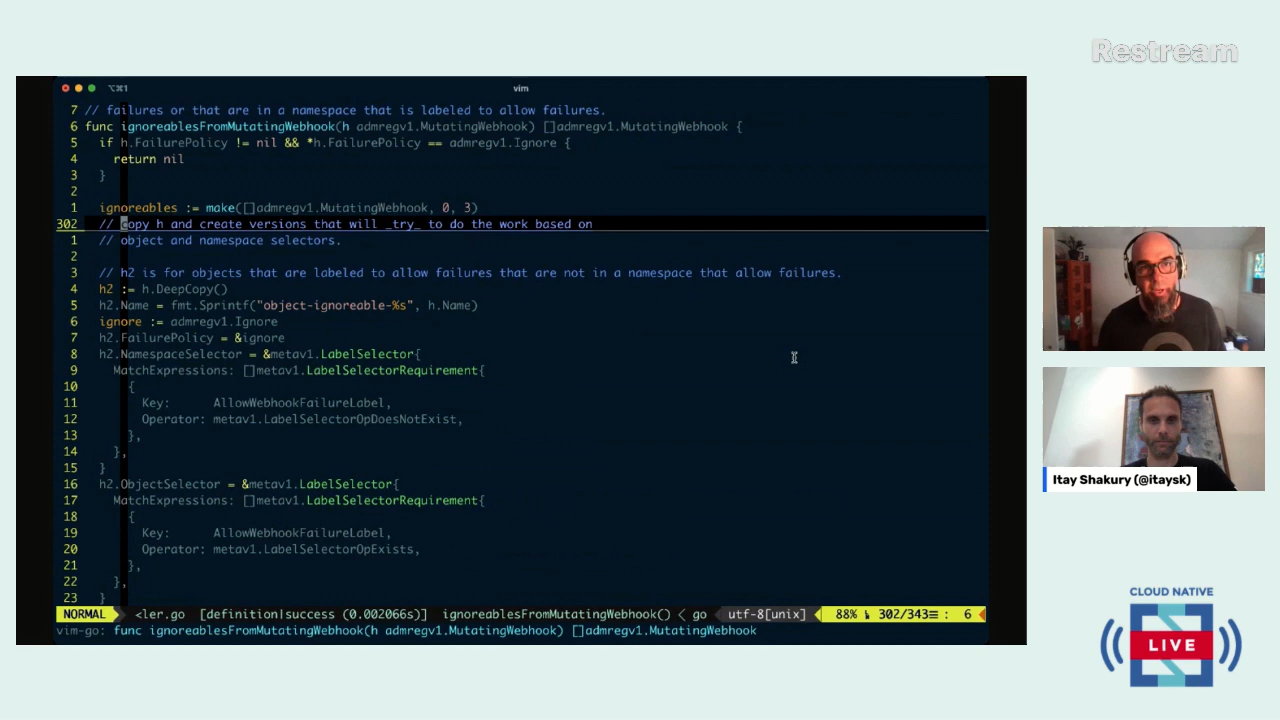 Restream
⌥⌘1
vim
7 // failures or that are in a namespace that is labeled to allow failures.
6 func ignoreablesFromMutatingWebhook(h admregv1.MutatingWebhook) []admregv1.MutatingWebhook {
5 if h.FailurePolicy != nil && *h.FailurePolicy == admregv1.Ignore {
4 return nil
3 }
2
1 ignoreables := make([]admregv1.MutatingWebhook, 0, 3)
302 // copy h and create versions that will _try_ to do the work based on
1 // object and namespace selectors.
2
3 // h2 is for objects that are labeled to allow failures that are not in a namespace that allow failures.
4 h2 := h.DeepCopy()
5 h2.Name = fmt.Sprintf("object-ignoreable-%s", h.Name)
6 ignore := admregv1.Ignore
7 h2.FailurePolicy = &ignore
8 h2.NamespaceSelector = &metav1.LabelSelector{
9 MatchExpressions: []metav1.LabelSelectorRequirement{
10 {
11 Key: AllowWebhookFailureLabel,
12 Operator: metav1.LabelSelectorOpDoesNotExist,
13 },
14 },
15 }
16 h2.ObjectSelector = &metav1.LabelSelector{
17 MatchExpressions: []metav1.LabelSelectorRequirement{
18 {
19 Key: AllowWebhookFailureLabel,
20 Operator: metav1.LabelSelectorOpExists,
21 },
22 },
23 }
NORMAL <ler.go [definition|success (0.002066s)] ignoreablesFromMutatingWebhook() < go utf-8[unix] 88% 302/343≡ : 6
vim-go: func ignoreablesFromMutatingWebhook(h admregv1.MutatingWebhook) []admregv1.MutatingWebhook
Itay Shakury (@itaysk)
CLOUD NATIVE
LIVE